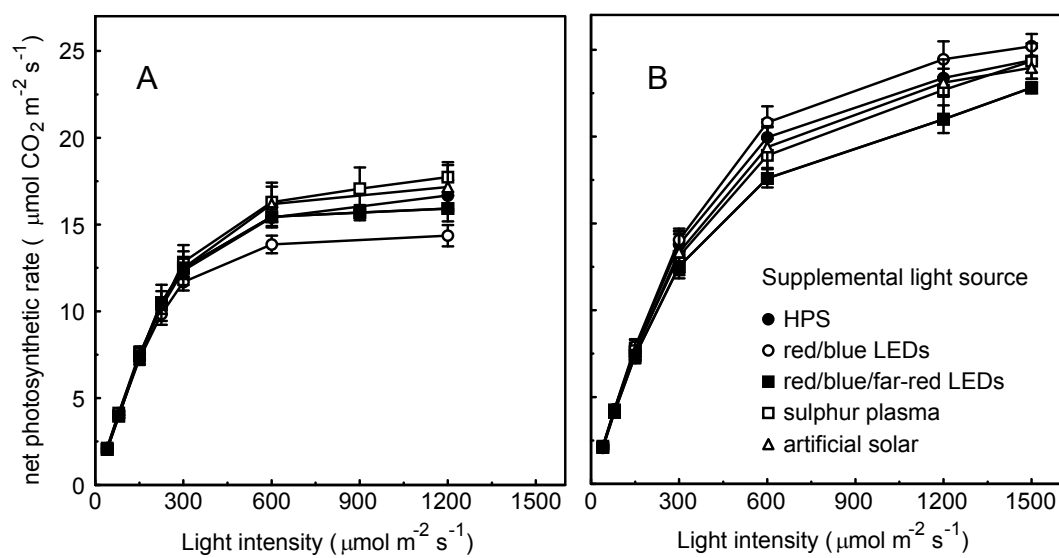 A
B
25
20
15
10
5
0
net photosynthetic rate ( μmol CO₂ m⁻² s⁻¹)
0 300 600 900 1200 1500
0 300 600 900 1200 1500
Light intensity ( μmol m⁻² s⁻¹)
Light intensity ( μmol m⁻² s⁻¹)
Supplemental light source
HPS
red/blue LEDs
red/blue/far-red LEDs
sulphur plasma
artificial solar